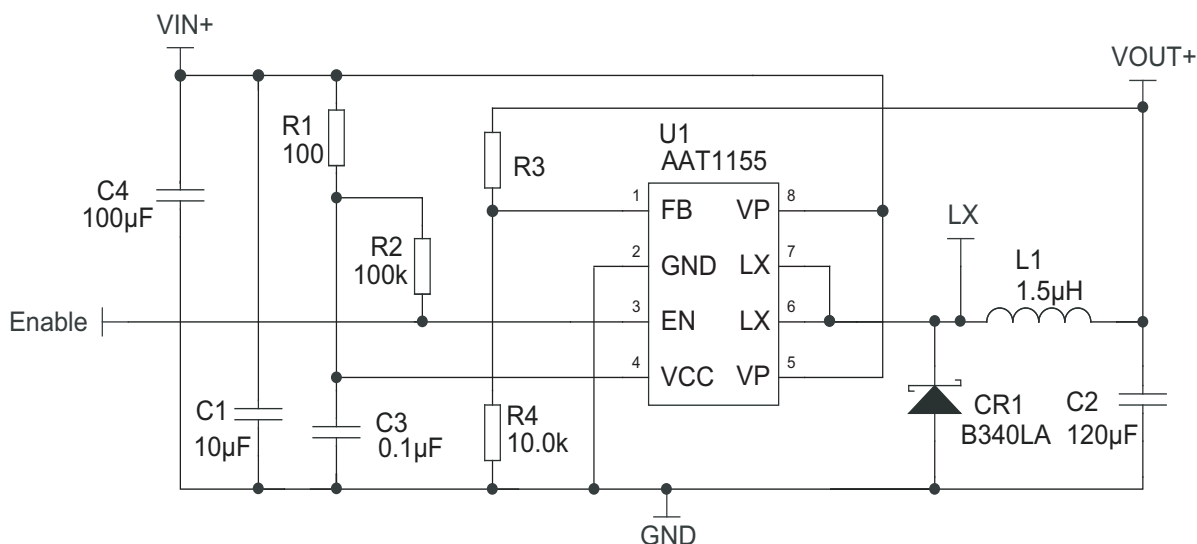 VIN+
VOUT+
R1
100
U1
AAT1155
R3
C4
100µF
1
FB
VP
8
LX
R2
100k
2
GND
LX
7
L1
1.5µH
Enable
3
EN
LX
6
4
VCC
VP
5
C1
10µF
C3
0.1µF
R4
10.0k
CR1
B340LA
C2
120µF
GND